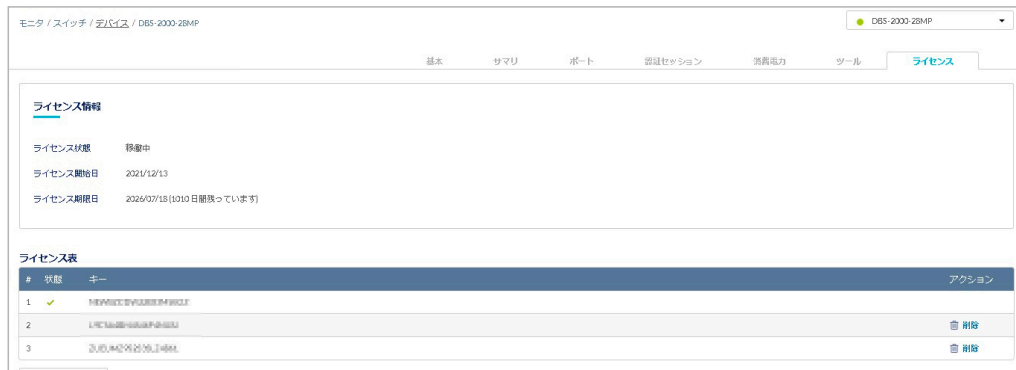 モニタ / スイッチ / デバイス / DBS-2000-28MP
DBS-2000-28MP
基本 サマリ ポート 認証セッション 消費電力 ツール ライセンス
ライセンス情報
ライセンス状態 稼働中
ライセンス開始日 2021/12/13
ライセンス期限日 2026/07/18 (1010 日間残っています)
ライセンス表
# 状態 キー アクション
1
2 削除
3 削除